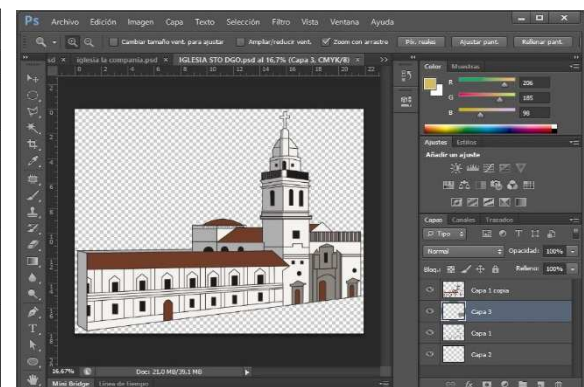 Ps Archivo Edición Imagen Capa Texto Selección Filtro Vista Ventana Ayuda
Cambiar tamaño vent. para ajustar Ampliar/reducir vent. Zoom con arrastre Píx. reales Ajustar pant. Rellenar pant.
sd × iglesia la compania.psd × IGLESIA STO DGO.psd al 16,7% (Capa 3, CMYK/8) ×
Color Muestras
R 206
G 185
B 98
Ajustes Estilos
Añadir un ajuste
Capas Canales Trazados
Tipo
Normal Opacidad: 100%
Bloq.: Relleno: 100%
Capa 1 copia
Capa 3
Capa 1
Capa 2
16,67% Doc: 21,0 MB/39,1 MB
Mini Bridge Línea de tiempo